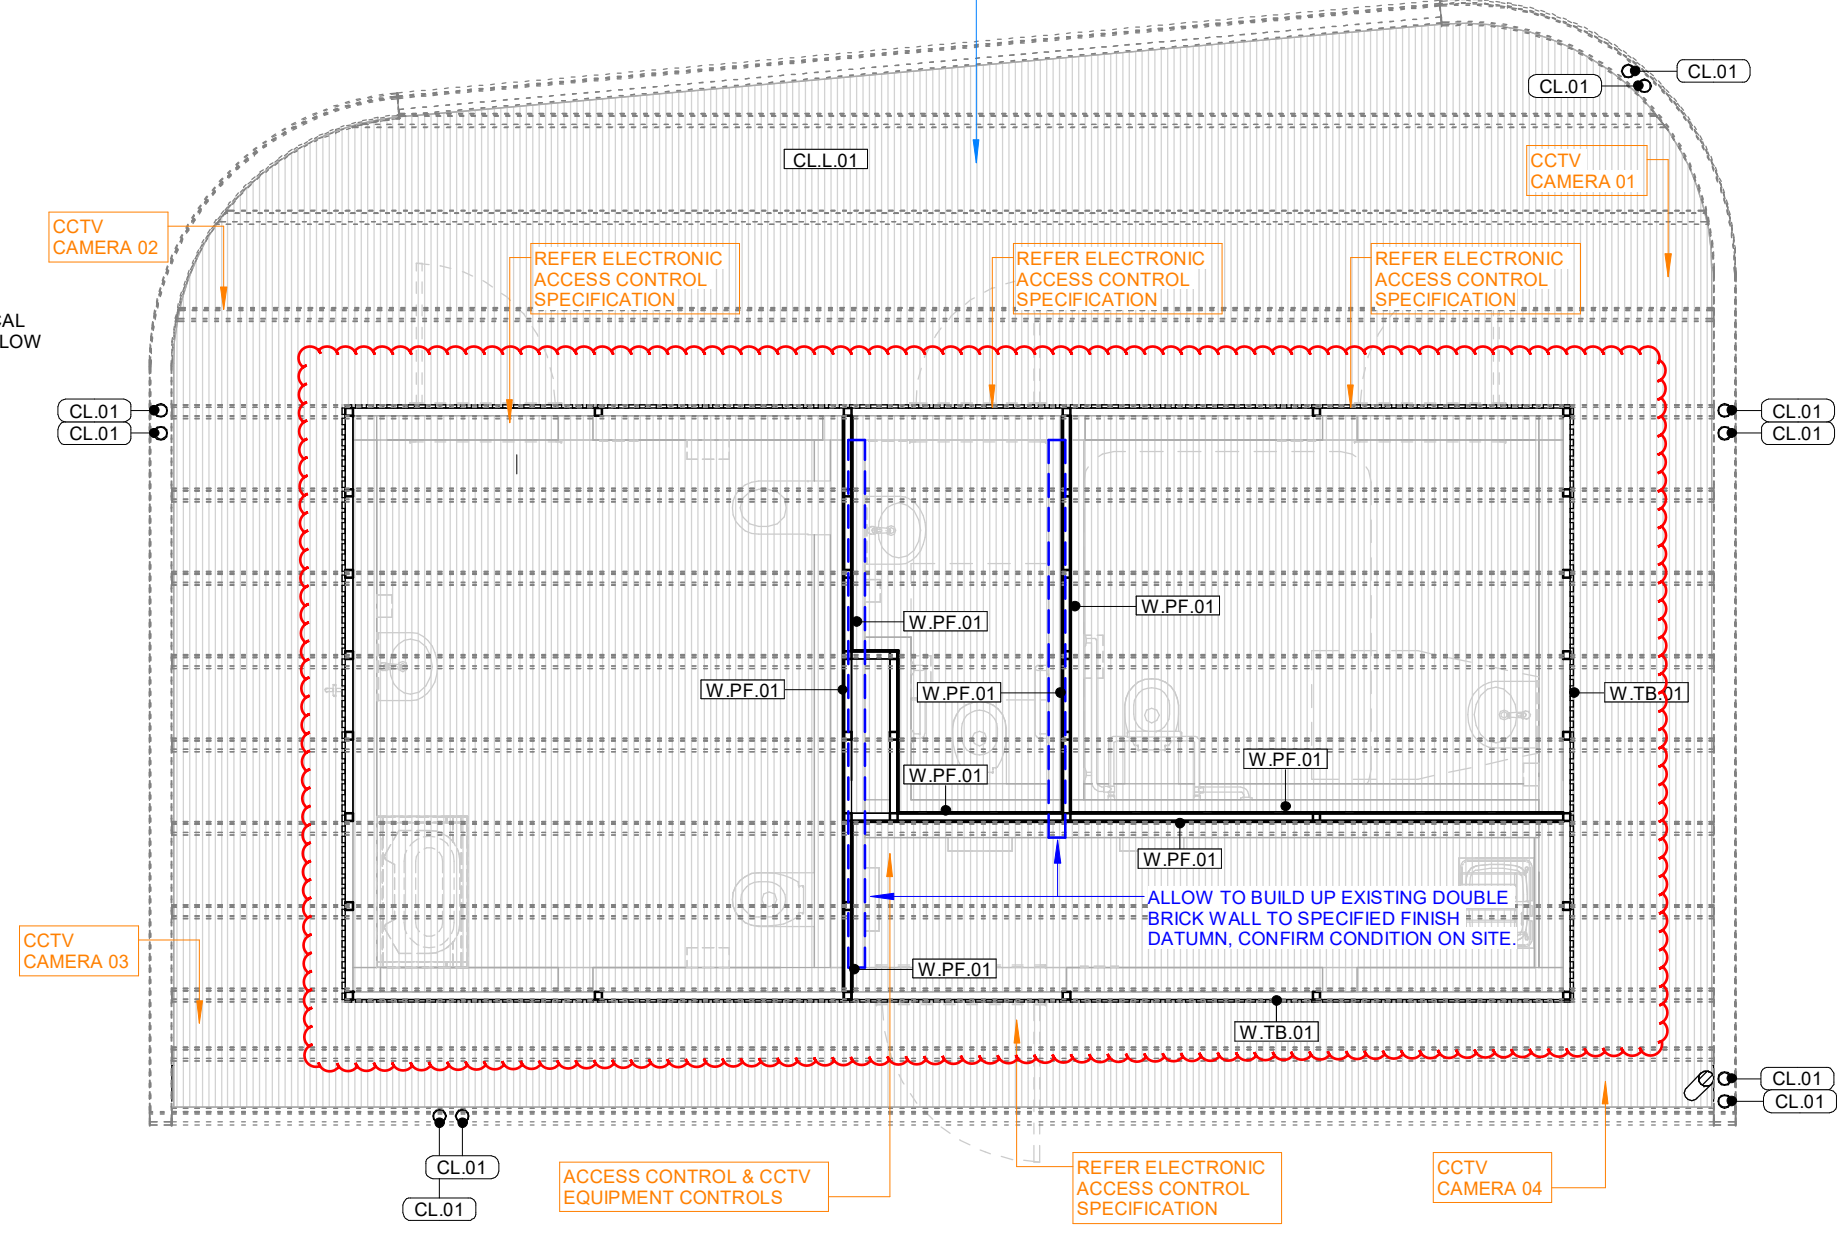 CL.01
CL.01
CL.L.01
CCTV
CAMERA 01
CCTV
CAMERA 02
REFER ELECTRONIC
ACCESS CONTROL
SPECIFICATION
REFER ELECTRONIC
ACCESS CONTROL
SPECIFICATION
REFER ELECTRONIC
ACCESS CONTROL
SPECIFICATION
CAL
LOW
CL.01
CL.01
CL.01
CL.01
W.PF.01
W.PF.01
W.PF.01
W.PF.01
W.TB.01
W.PF.01
W.PF.01
W.PF.01
ALLOW TO BUILD UP EXISTING DOUBLE
BRICK WALL TO SPECIFIED FINISH
DATUMN, CONFIRM CONDITION ON SITE.
CCTV
CAMERA 03
W.PF.01
W.TB.01
CL.01
CL.01
CL.01
CL.01
ACCESS CONTROL & CCTV
EQUIPMENT CONTROLS
REFER ELECTRONIC
ACCESS CONTROL
SPECIFICATION
CCTV
CAMERA 04